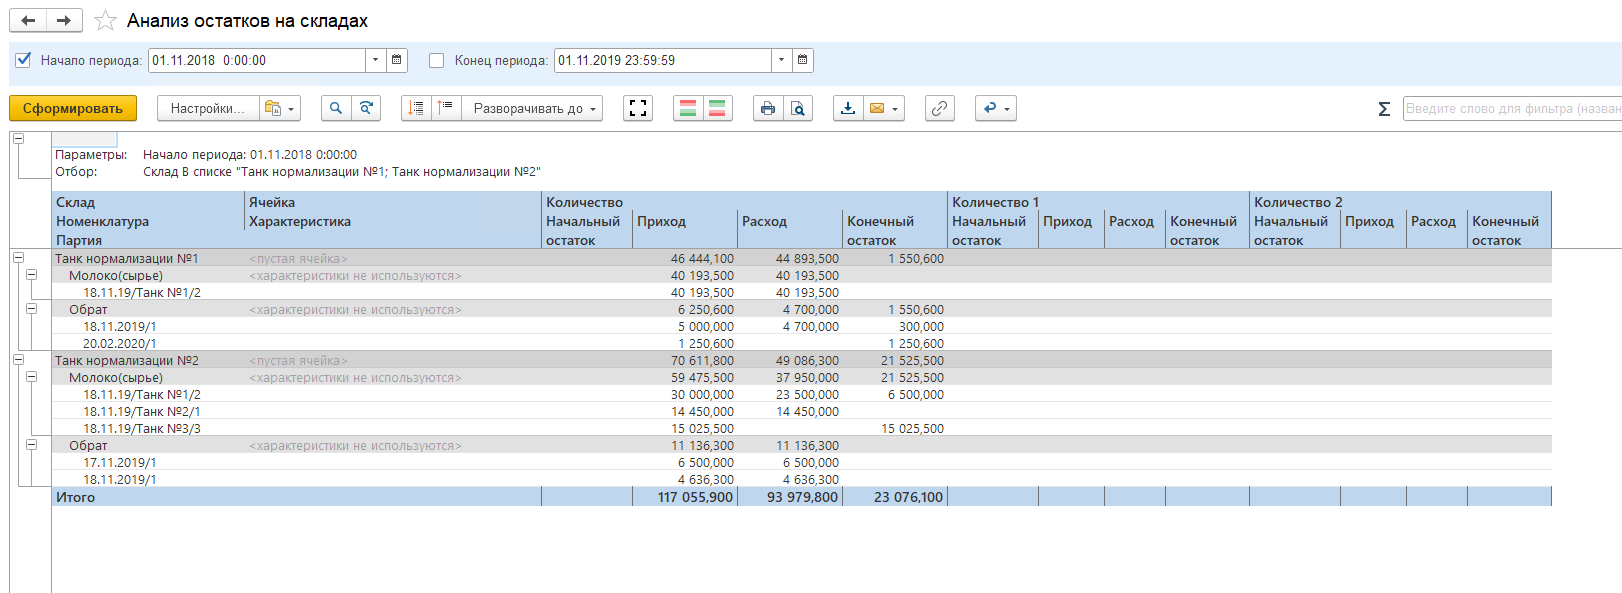 Анализ остатков на складах
Начало периода: 01.11.2018 0:00:00 Конец периода: 01.11.2019 23:59:59
Сформировать Настройки... Разворачивать до Σ Введите слово для фильтра (назван
Параметры: Начало периода: 01.11.2018 0:00:00
Отбор: Склад В списке "Танк нормализации №1; Танк нормализации №2"
Склад Ячейка Количество Количество 1 Количество 2
Номенклатура Характеристика Начальный Приход Расход Конечный Начальный Приход Расход Конечный Начальный Приход Расход Конечный
Партия остаток остаток остаток остаток остаток остаток
Танк нормализации №1 <пустая ячейка> 46 444,100 44 893,500 1 550,600
Молоко(сырье) <характеристики не используются> 40 193,500 40 193,500
18.11.19/Танк №1/2 40 193,500 40 193,500
Обрат <характеристики не используются> 6 250,600 4 700,000 1 550,600
18.11.2019/1 5 000,000 4 700,000 300,000
20.02.2020/1 1 250,600 1 250,600
Танк нормализации №2 <пустая ячейка> 70 611,800 49 086,300 21 525,500
Молоко(сырье) <характеристики не используются> 59 475,500 37 950,000 21 525,500
18.11.19/Танк №1/2 30 000,000 23 500,000 6 500,000
18.11.19/Танк №2/1 14 450,000 14 450,000
18.11.19/Танк №3/3 15 025,500 15 025,500
Обрат <характеристики не используются> 11 136,300 11 136,300
17.11.2019/1 6 500,000 6 500,000
18.11.2019/1 4 636,300 4 636,300
Итого 117 055,900 93 979,800 23 076,100